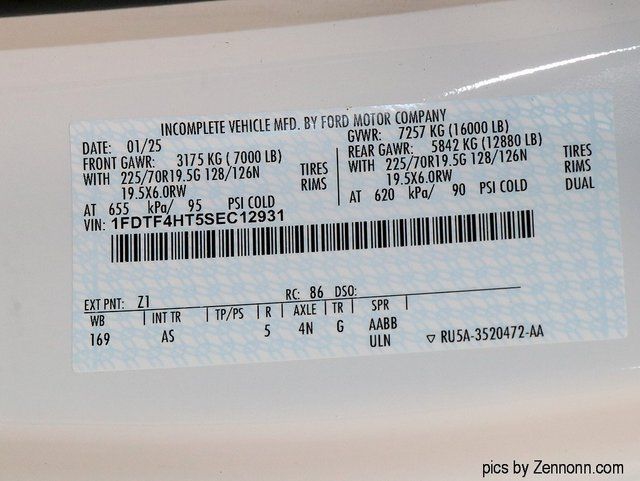 INCOMPLETE VEHICLE MFD. BY FORD MOTOR COMPANY
DATE: 01/25 GVWR: 7257 KG (16000 LB)
FRONT GAWR: 3175 KG (7000 LB) REAR GAWR: 5842 KG (12880 LB)
WITH 225/70R19.5G 128/126N TIRES WITH 225/70R19.5G 128/126N TIRES
19.5X6.0RW RIMS 19.5X6.0RW RIMS
AT 655 kPa/ 95 PSI COLD AT 620 kPa/ 90 PSI COLD DUAL
VIN: 1FDTF4HT5SEC12931
EXT PNT: Z1 RC: 86 DSO:
WB INT TR TP/PS R AXLE TR SPR
169 AS 5 4N G AABB
ULN ▽ RU5A-3520472-AA
pics by Zennonn.com